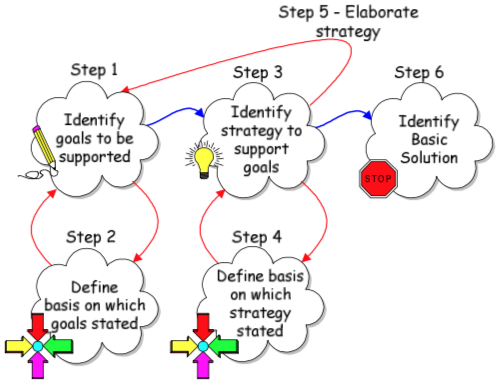 Step 5 - Elaborate
strategy
Step 1
Identify
goals to be
supported
Step 3
Identify
strategy to
support
goals
Step 6
Identify
Basic
Solution
STOP
Step 2
Define
basis on which
goals stated
Step 4
Define basis
on which
strategy
stated